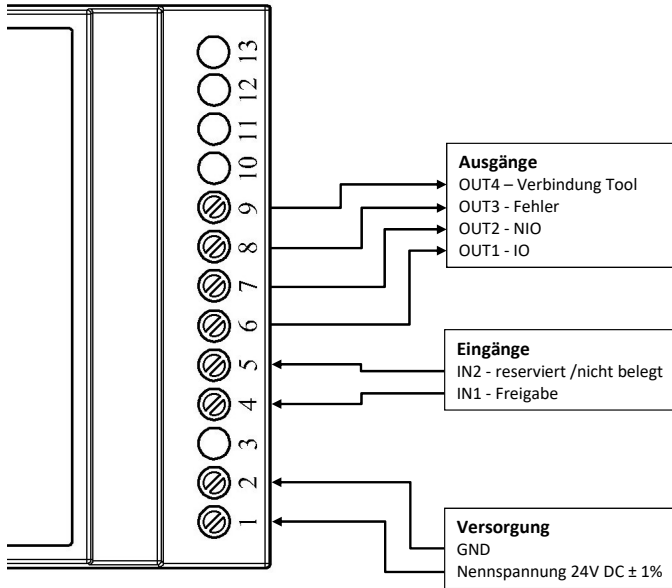 13
12
11
10
9
8
7
6
5
4
3
2
1
Ausgänge
OUT4 – Verbindung Tool
OUT3 - Fehler
OUT2 - NIO
OUT1 - IO
Eingänge
IN2 - reserviert /nicht belegt
IN1 - Freigabe
Versorgung
GND
Nennspannung 24V DC ± 1%